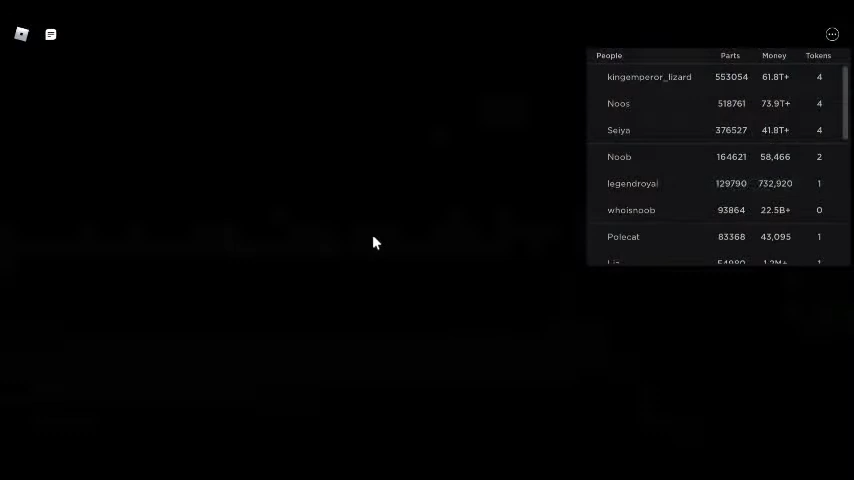 People Parts Money Tokens
kingemperor_lizard 553054 61.8T+ 4
Noos 518761 73.9T+ 4
Seiya 376527 41.8T+ 4
Noob 164621 58,466 2
legendroyal 129790 732,920 1
whoisnoob 93864 22.5B+ 0
Polecat 83368 43,095 1